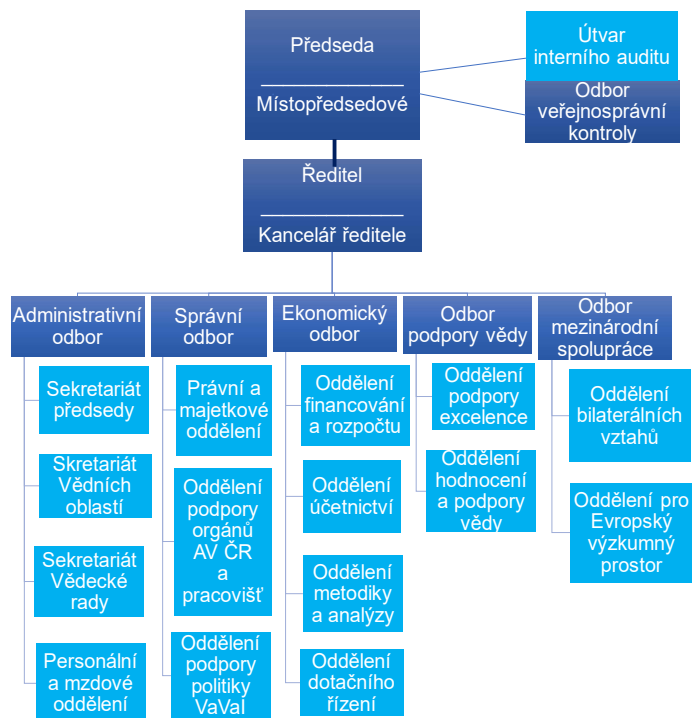 Předseda
Místopředsedové
Útvar
interního auditu
Odbor
veřejnosprávní
kontroly
Ředitel
Kancelář ředitele
Administrativní
odbor
Sekretariát
předsedy
Skretariát
Vědních
oblastí
Sekretariát
Vědecké
rady
Personální
a mzdové
oddělení
Správní
odbor
Právní a
majetkové
oddělení
Oddělení
podpory
orgánů
AV ČR
a
pracovišť
Oddělení
podpory
politiky
VaVaI
Ekonomický
odbor
Oddělení
financování
a rozpočtu
Oddělení
účetnictví
Oddělení
metodiky
a analýzy
Oddělení
dotačního
řízení
Odbor
podpory vědy
Oddělení
podpory
excelence
Oddělení
hodnocení
a podpory
vědy
Odbor
mezinárodní
spolupráce
Oddělení
bilaterálních
vztahů
Oddělení pro
Evropský
výzkumný
prostor